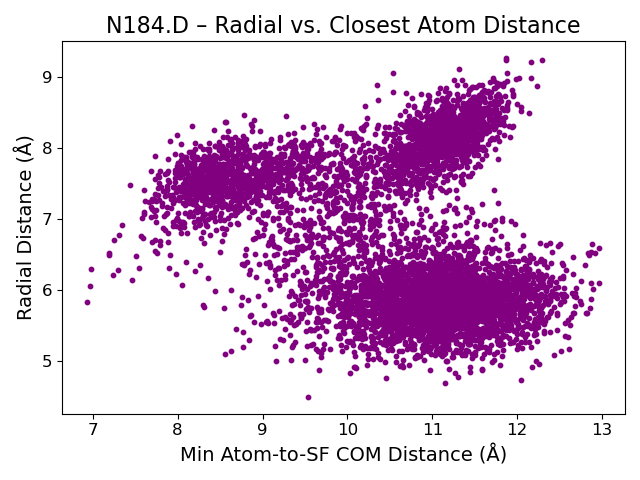 N184.D – Radial vs. Closest Atom Distance
Radial Distance (Å)
9
8
7
6
5
7 8 9 10 11 12 13
Min Atom-to-SF COM Distance (Å)